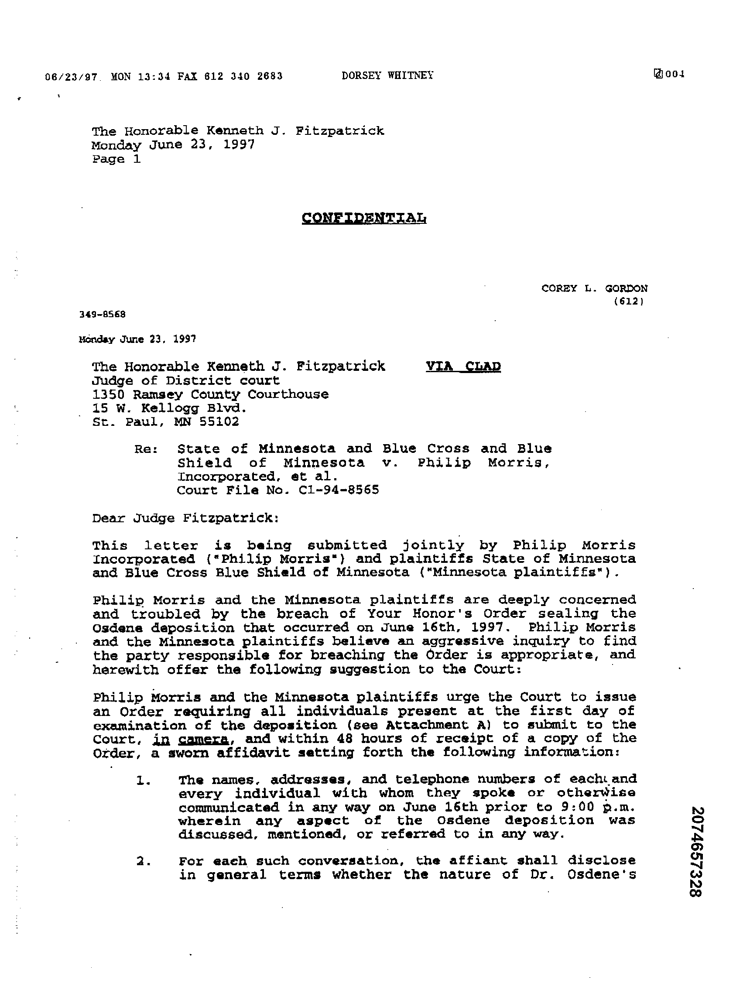 06/23/97 MON 13:34 FAX 612 340 2683 DORSEY WHITNEY 004
The Honorable Kenneth J. Fitzpatrick
Monday June 23, 1997
Page 1
CONFIDENTIAL
COREY L. GORDON
(612)
349-8568
Monday June 23, 1997
The Honorable Kenneth J. Fitzpatrick VIA CLAD
Judge of District court
1350 Ramsey County Courthouse
15 W. Kellogg Blvd.
St. Paul, MN 55102
Re: State of Minnesota and Blue Cross and Blue
Shield of Minnesota v. Philip Morris,
Incorporated, et al.
Court File No. C1-94-8565
Dear Judge Fitzpatrick:
This letter is being submitted jointly by Philip Morris
Incorporated ("Philip Morris") and plaintiffs State of Minnesota
and Blue Cross Blue Shield of Minnesota ("Minnesota plaintiffs").
Philip Morris and the Minnesota plaintiffs are deeply concerned
and troubled by the breach of Your Honor's Order sealing the
Osdene deposition that occurred on June 16th, 1997. Philip Morris
and the Minnesota plaintiffs believe an aggressive inquiry to find
the party responsible for breaching the Order is appropriate, and
herewith offer the following suggestion to the Court:
Philip Morris and the Minnesota plaintiffs urge the Court to issue
an Order requiring all individuals present at the first day of
examination of the deposition (see Attachment A) to submit to the
Court, in camera, and within 48 hours of receipt of a copy of the
Order, a sworn affidavit setting forth the following information:
1. The names, addresses, and telephone numbers of each and
every individual with whom they spoke or otherwise
communicated in any way on June 16th prior to 9:00 p.m.
wherein any aspect of the Osdene deposition was
discussed, mentioned, or referred to in any way.
2. For each such conversation, the affiant shall disclose
in general terms whether the nature of Dr. Osdene's
2074657328